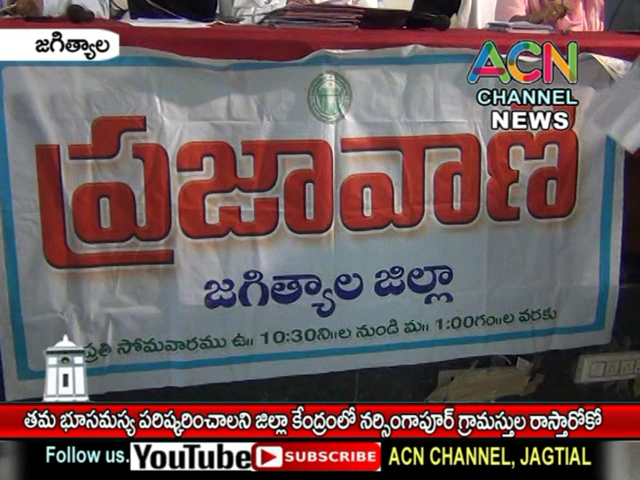 జగిత్యాల
ACN
CHANNEL
NEWS
ప్రజావాణి
జగిత్యాల జిల్లా
ప్రతి సోమవారము ఉ॥ 10:30ని॥ల నుండి మ॥ 1:00గం॥ల వరకు
తమ భూసమస్య పరిష్కరించాలని జిల్లా కేంద్రంలో నర్సింగాపూర్ గ్రామస్తుల రాస్తారోకో
Follow us. YouTube SUBSCRIBE ACN CHANNEL, JAGTIAL